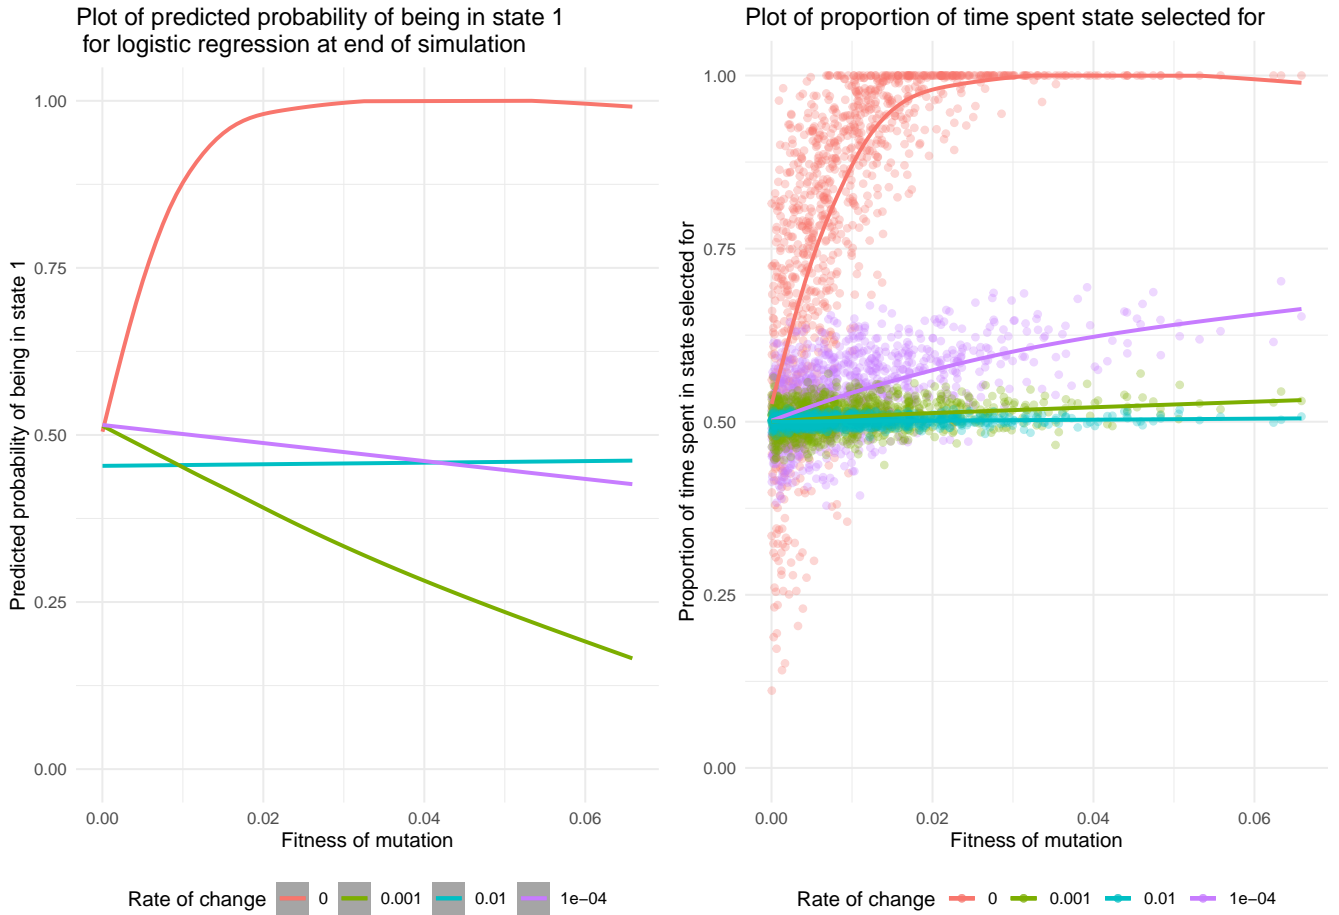 Plot of predicted probability of being in state 1
for logistic regression at end of simulation
Predicted probability of being in state 1
1.00
0.75
0.50
0.25
0.00
0.00
0.02
0.04
0.06
Fitness of mutation
Rate of change 0 0.001 0.01 1e−04
Plot of proportion of time spent state selected for
Proportion of time spent in state selected for
1.00
0.75
0.50
0.25
0.00
0.00
0.02
0.04
0.06
Fitness of mutation
Rate of change 0 0.001 0.01 1e−04